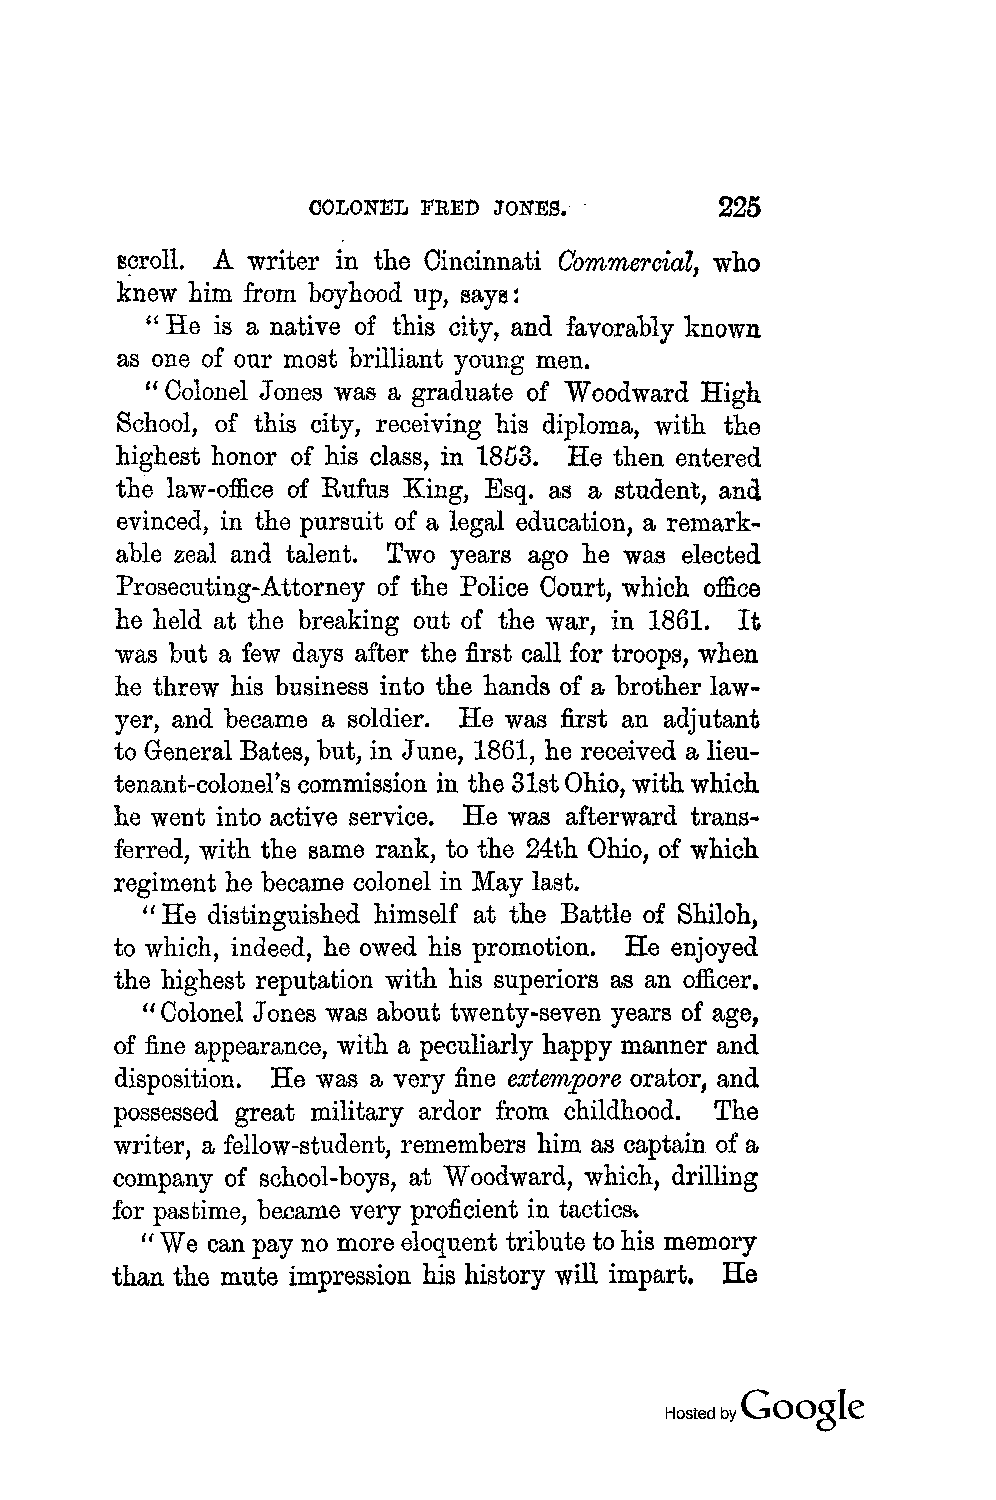 COLONEL FRED JONES. 225
scroll. A writer in the Cincinnati Commercial, who
knew him from boyhood up, says:
"He is a native of this city, and favorably known
as one of our most brilliant young men.
"Colonel Jones was a graduate of Woodward High
School, of this city, receiving his diploma, with the
highest honor of his class, in 1853. He then entered
the law-office of Rufus King, Esq. as a student, and
evinced, in the pursuit of a legal education, a remark-
able zeal and talent. Two years ago he was elected
Prosecuting-Attorney of the Police Court, which office
he held at the breaking out of the war, in 1861. It
was but a few days after the first call for troops, when
he threw his business into the hands of a brother law-
yer, and became a soldier. He was first an adjutant
to General Bates, but, in June, 1861, he received a lieu-
tenant-colonel's commission in the 31st Ohio, with which
he went into active service. He was afterward trans-
ferred, with the same rank, to the 24th Ohio, of which
regiment he became colonel in May last.
"He distinguished himself at the Battle of Shiloh,
to which, indeed, he owed his promotion. He enjoyed
the highest reputation with his superiors as an officer.
"Colonel Jones was about twenty-seven years of age,
of fine appearance, with a peculiarly happy manner and
disposition. He was a very fine extempore orator, and
possessed great military ardor from childhood. The
writer, a fellow-student, remembers him as captain of a
company of school-boys, at Woodward, which, drilling
for pastime, became very proficient in tactics.
"We can pay no more eloquent tribute to his memory
than the mute impression his history will impart. He
Hosted by Google